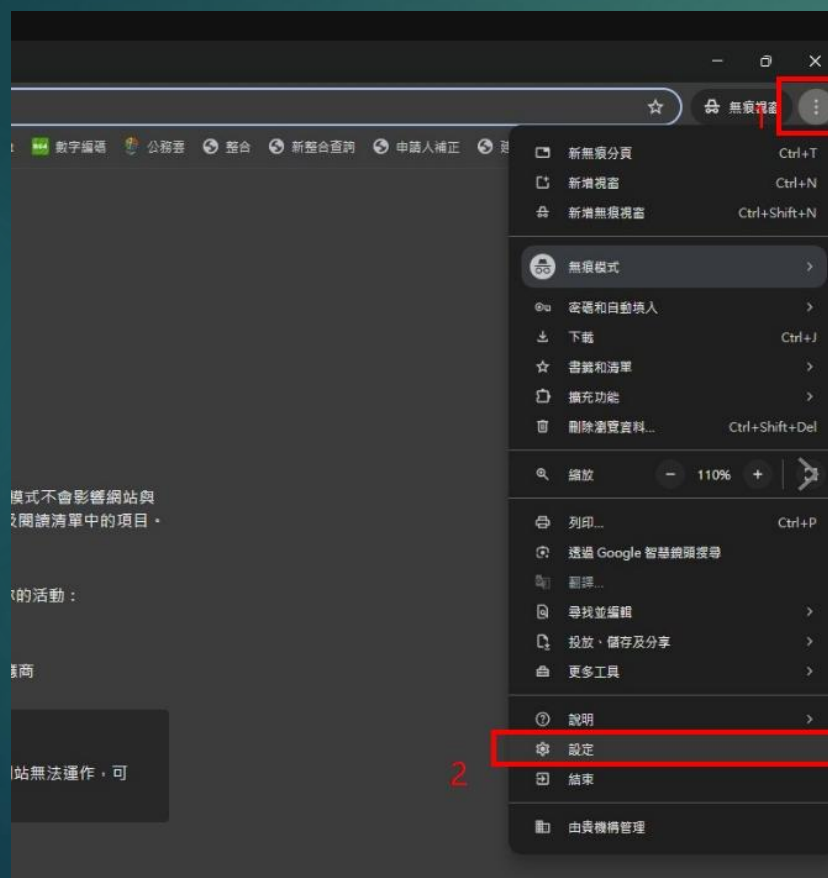 無痕視窗
1
數字編碼 公務雲 整合 新整合查詢 申請人補正
新無痕分頁 Ctrl+T
新增視窗 Ctrl+N
新增無痕視窗 Ctrl+Shift+N
無痕模式
密碼和自動填入
下載 Ctrl+J
書籤和清單
擴充功能
刪除瀏覽資料... Ctrl+Shift+Del
縮放 - 110% +
模式不會影響網站與
及閱讀清單中的項目。
列印... Ctrl+P
透過 Google 智慧鏡頭搜尋
翻譯...
的活動：
尋找並編輯
投放、儲存及分享
應商
更多工具
說明
設定
2
站無法運作，可
結束
由貴機構管理